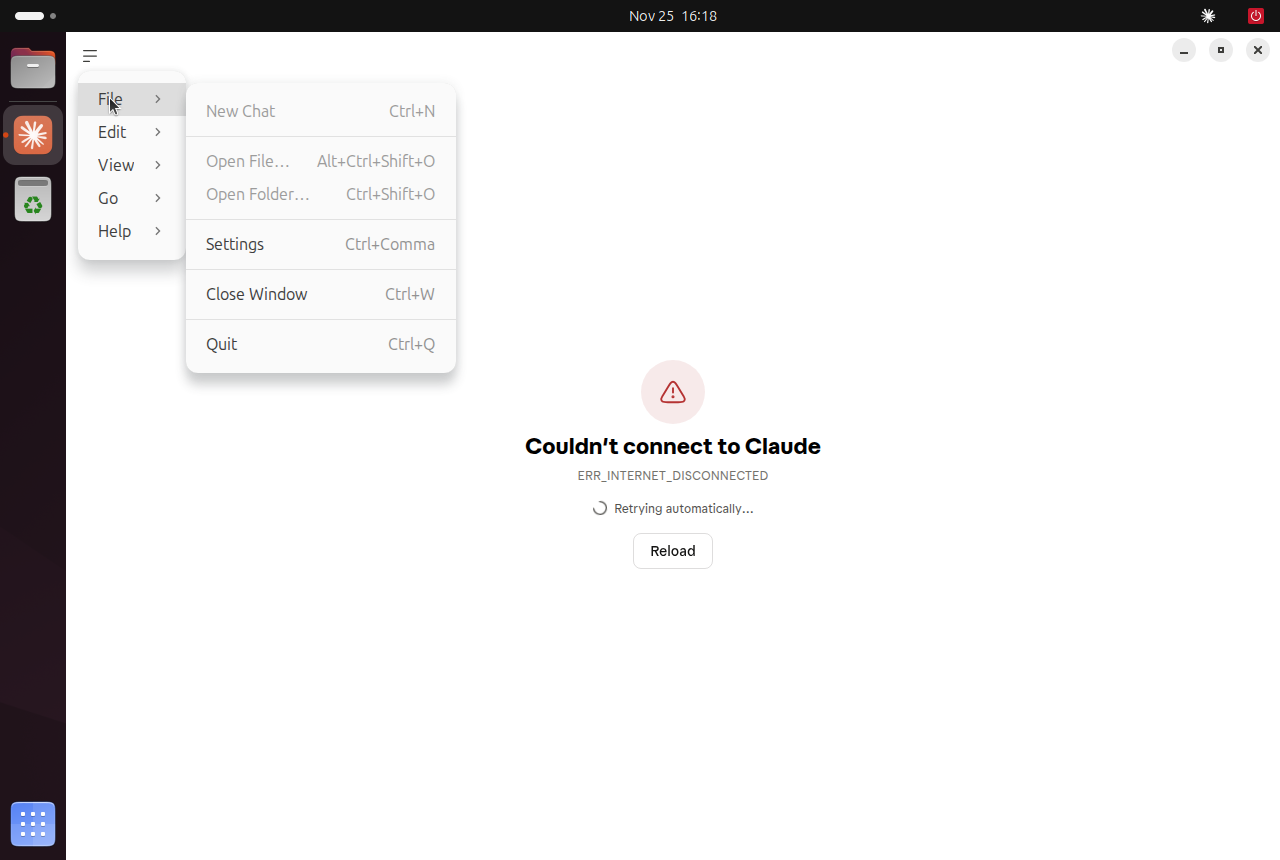 Nov 25 16:18
File
Edit
View
Go
Help
New Chat Ctrl+N
Open File… Alt+Ctrl+Shift+O
Open Folder… Ctrl+Shift+O
Settings Ctrl+Comma
Close Window Ctrl+W
Quit Ctrl+Q
Couldn't connect to Claude
ERR_INTERNET_DISCONNECTED
Retrying automatically...
Reload